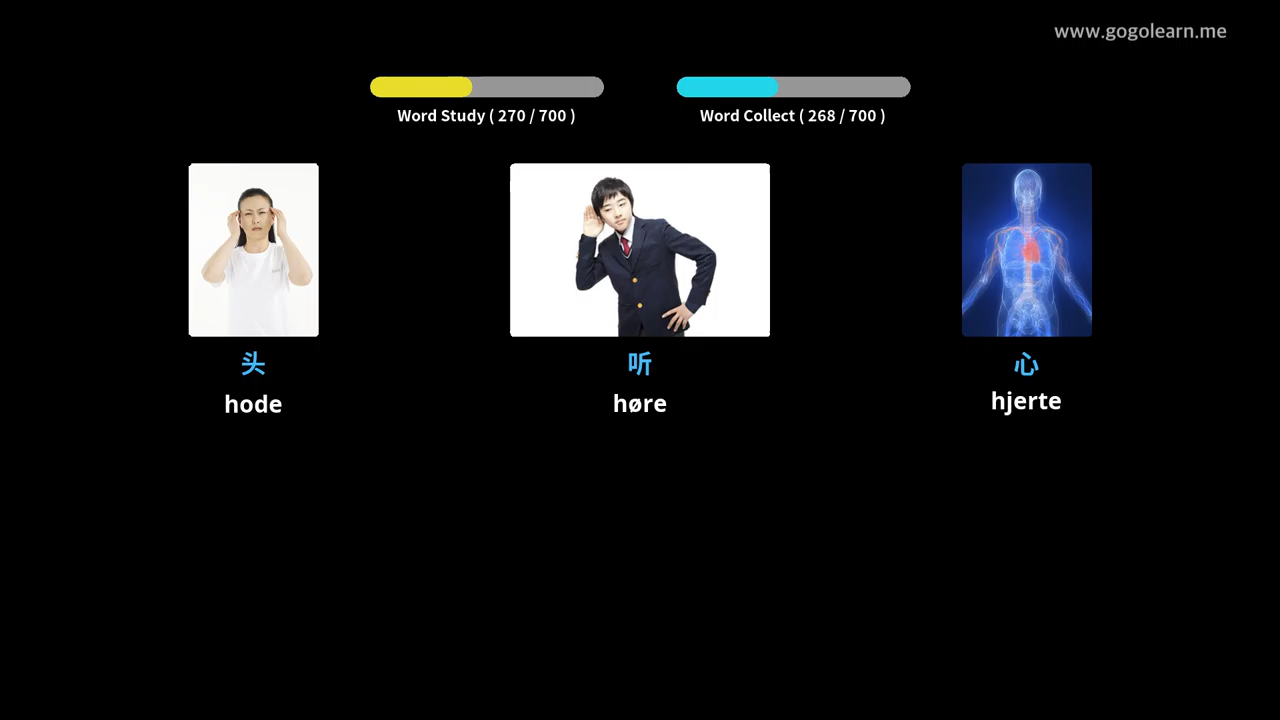 www.gogolearn.me
Word Study ( 270 / 700 )
Word Collect ( 268 / 700 )
头
hode
听
høre
心
hjerte